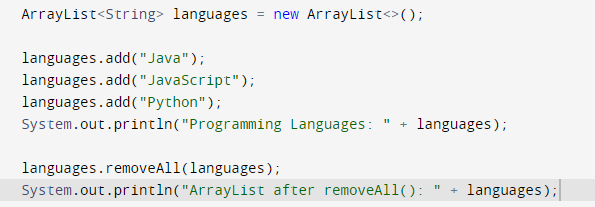 ArrayList<String> languages = new ArrayList<>();
languages.add("Java");
languages.add("JavaScript");
languages.add("Python");
System.out.println("Programming Languages: " + languages);
languages.removeAll(languages);
System.out.println("ArrayList after removeAll(): " + languages);